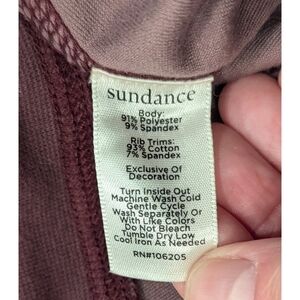 sundance
Body:
91% Polyester
9% Spandex
Rib Trims:
93% Cotton
7% Spandex
Exclusive Of
Decoration
Turn Inside Out
Machine Wash Cold
Gentle Cycle
Wash Separately Or
With Like Colors
Do Not Bleach
Tumble Dry Low
Cool Iron As Needed
RN#106205